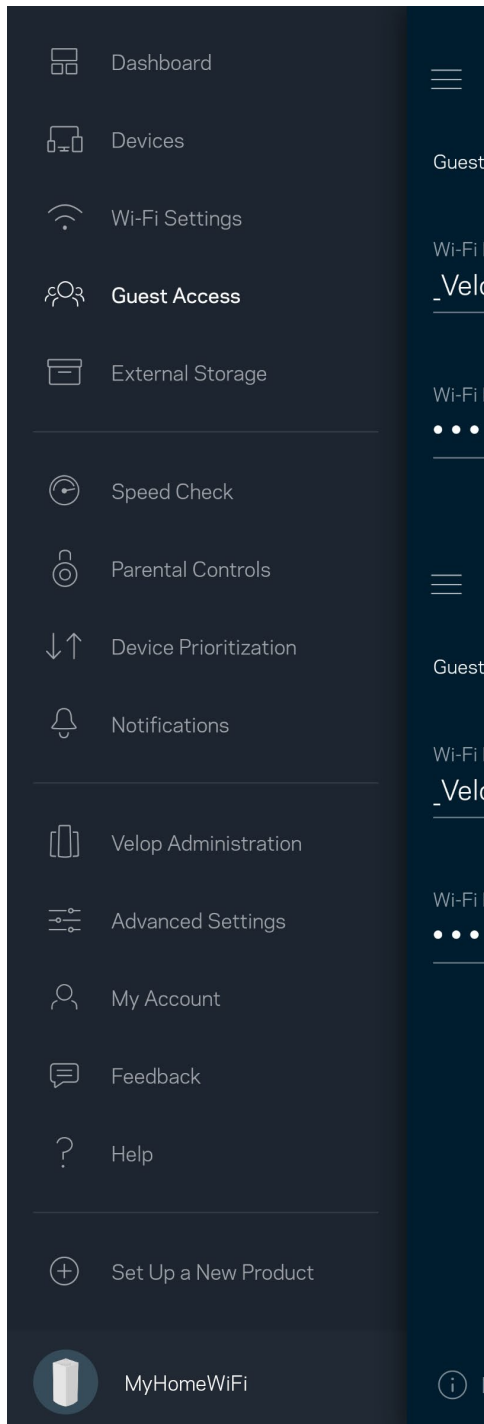 Dashboard
Devices
Wi-Fi Settings
Guest Access
External Storage
Speed Check
Parental Controls
Device Prioritization
Notifications
Velop Administration
Advanced Settings
My Account
Feedback
Help
Set Up a New Product
MyHomeWiFi
Guest
Wi-Fi
_Velo
Wi-Fi
Guest
Wi-Fi
_Velo
Wi-Fi